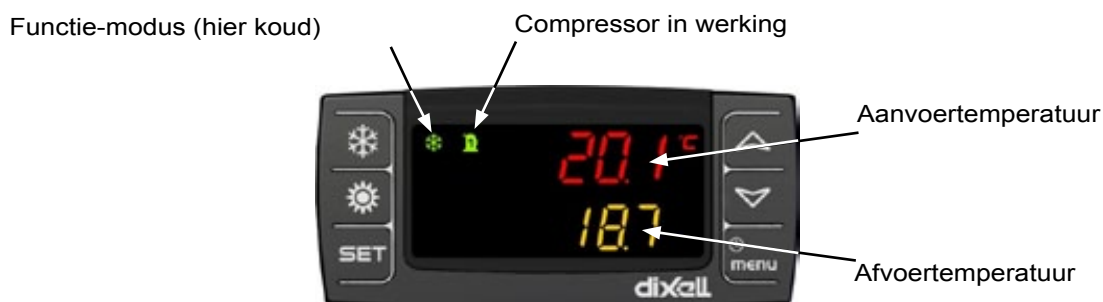 Functie-modus (hier koud)
Compressor in werking
Aanvoertemperatuur
20.1 °C
18.7
SET
menu
dixell
Afvoertemperatuur